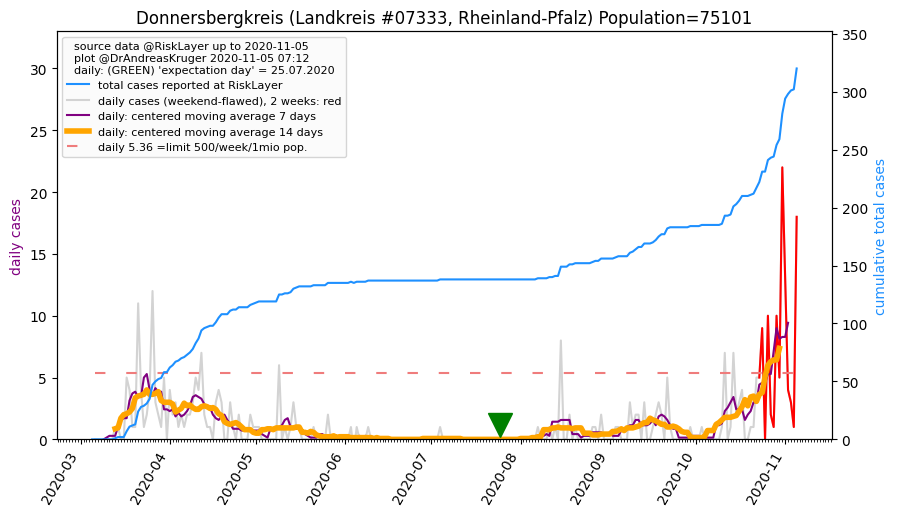 Donnersbergkreis (Landkreis #07333, Rheinland-Pfalz) Population=75101
source data @RiskLayer up to 2020-11-05
plot @DrAndreasKruger 2020-11-05 07:12
daily: (GREEN) 'expectation day' = 25.07.2020
total cases reported at RiskLayer
daily cases (weekend-flawed), 2 weeks: red
daily: centered moving average 7 days
daily: centered moving average 14 days
daily 5.36 =limit 500/week/1mio pop.
daily cases
30
25
20
15
10
5
0
cumulative total cases
350
300
250
200
150
100
50
0
2020-03
2020-04
2020-05
2020-06
2020-07
2020-08
2020-09
2020-10
2020-11